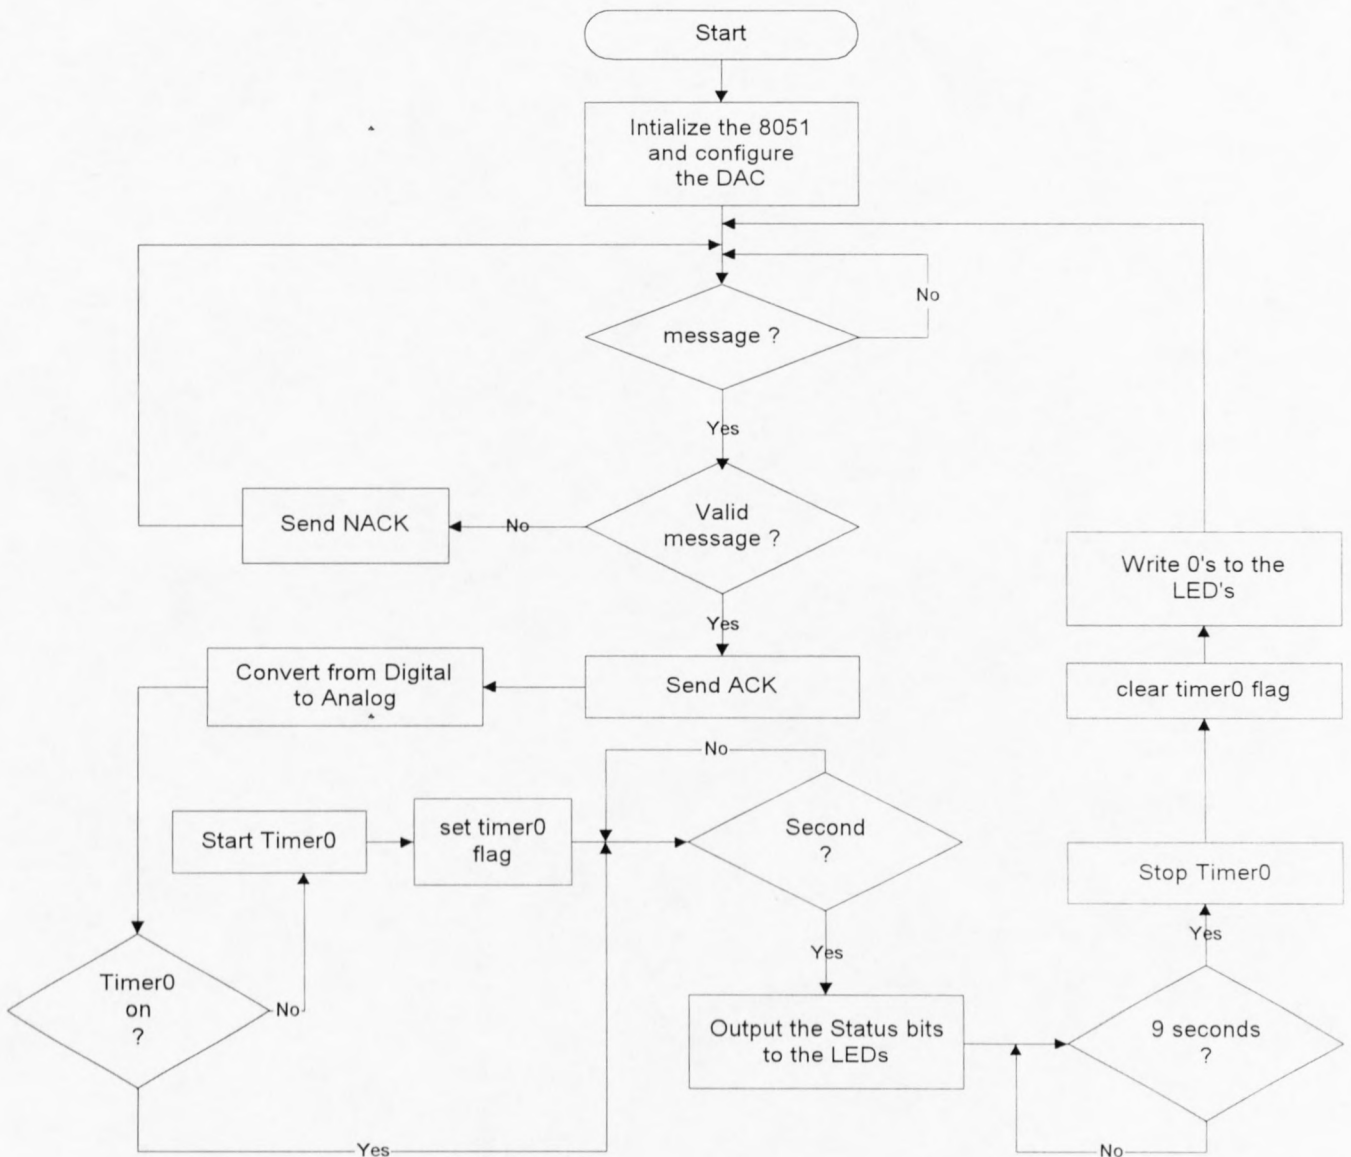 Start
Intialize the 8051
and configure
the DAC
No
message ?
Yes
Send NACK
No
Valid
message ?
Yes
Write 0's to the
LED's
Convert from Digital
to Analog
Send ACK
clear timer0 flag
No
Start Timer0
set timer0
flag
Second
?
Stop Timer0
Yes
Yes
Timer0
on
?
No
Output the Status bits
to the LEDs
9 seconds
?
Yes
No